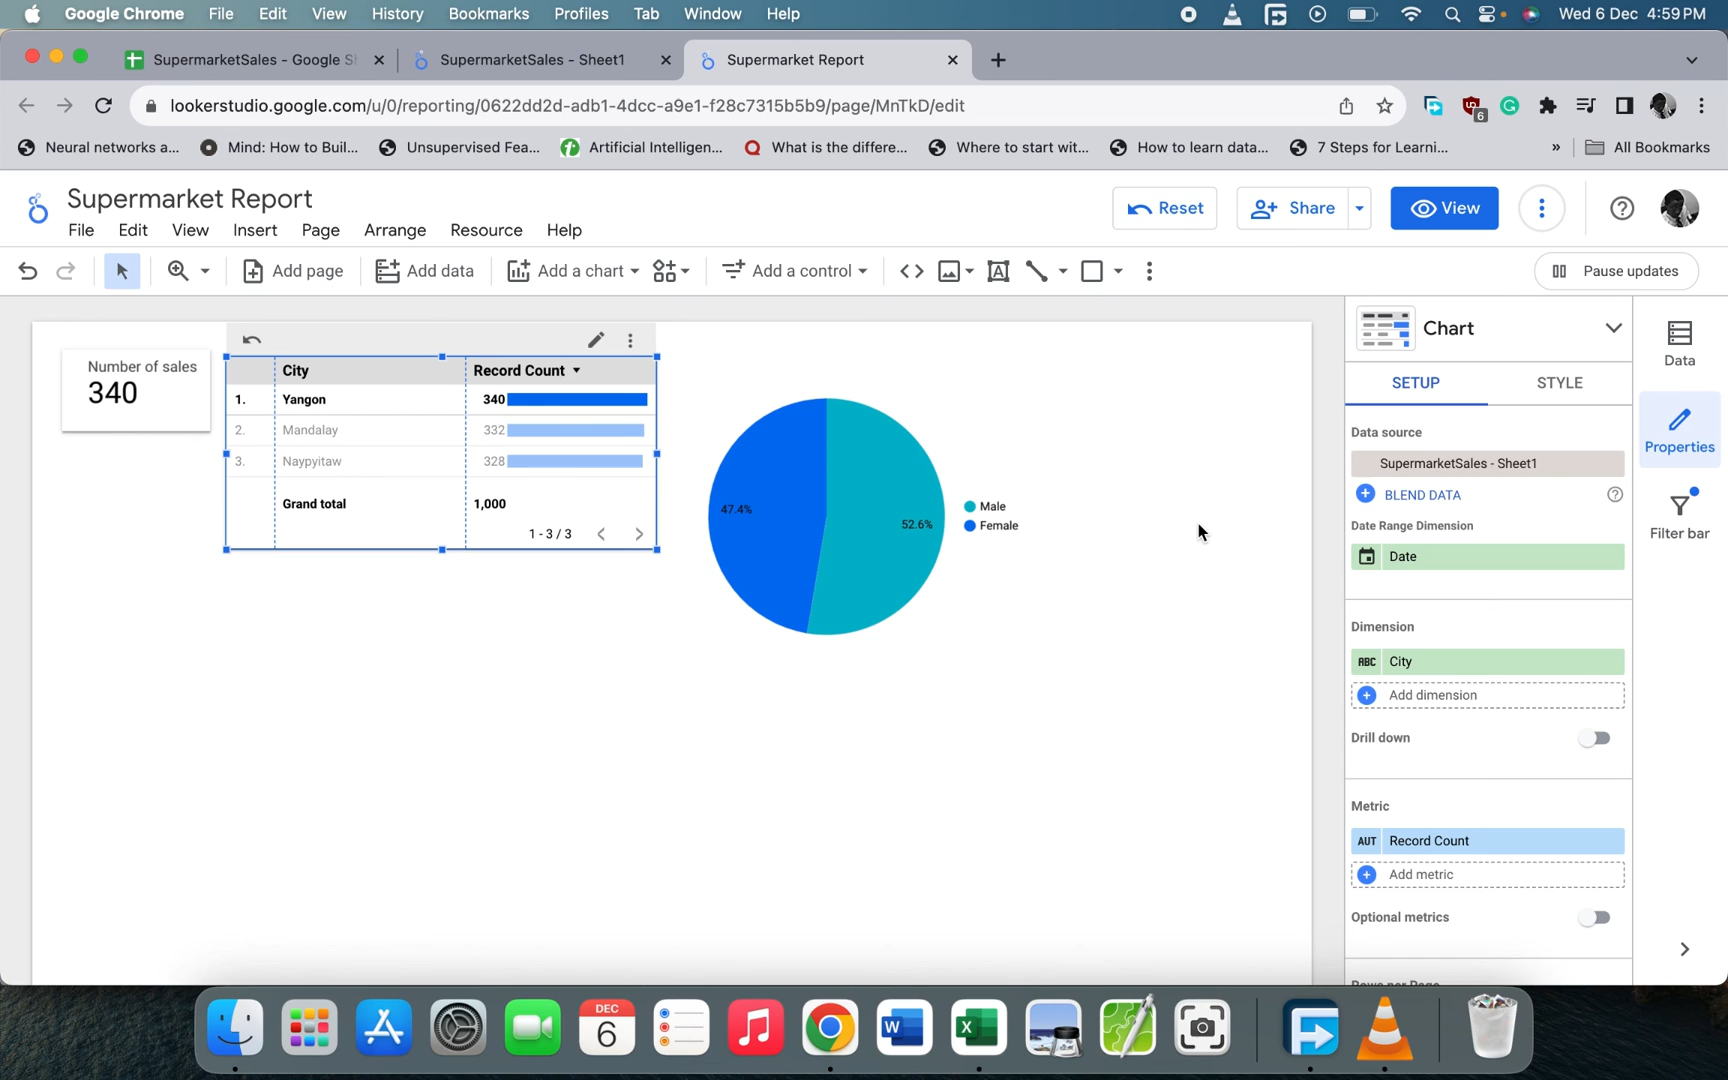 Google Chrome File Edit View History Bookmarks Profiles Tab Window Help Wed 6 Dec 4:59 PM
SupermarketSales - Google Sh SupermarketSales - Sheet1 Supermarket Report
lookerstudio.google.com/u/0/reporting/0622dd2d-adb1-4dcc-a9e1-f28c7315b5b9/page/MnTkD/edit 6
Neural networks a... Mind: How to Buil... Unsupervised Fea... Artificial Intelligen... What is the differe... Where to start wit... How to learn data... 7 Steps for Learni... » All Bookmarks
Supermarket Report
File Edit View Insert Page Arrange Resource Help
Reset Share View
Add page Add data Add a chart Add a control Pause updates
Number of sales
340
City Record Count
1. Yangon 340
2. Mandalay 332
3. Naypyitaw 328
Grand total 1,000
1 - 3 / 3
47.4%
52.6%
Male
Female
Chart
SETUP STYLE
Data source
SupermarketSales - Sheet1
BLEND DATA
Date Range Dimension
Date
Dimension
ABC City
Add dimension
Drill down
Metric
AUT Record Count
Add metric
Optional metrics
Rows per Page
Data
Properties
Filter bar
DEC
6